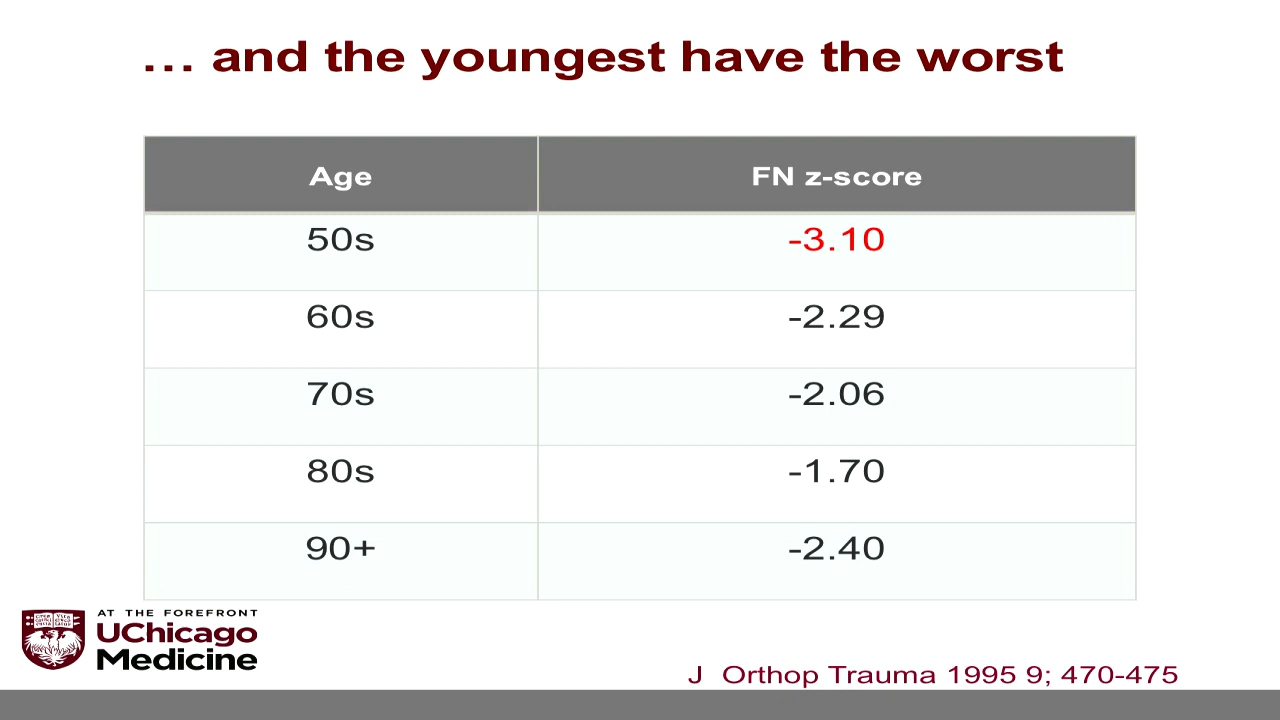 … and the youngest have the worst
Age FN z-score
50s -3.10
60s -2.29
70s -2.06
80s -1.70
90+ -2.40
AT THE FOREFRONT
UChicago
Medicine
J Orthop Trauma 1995 9; 470-475